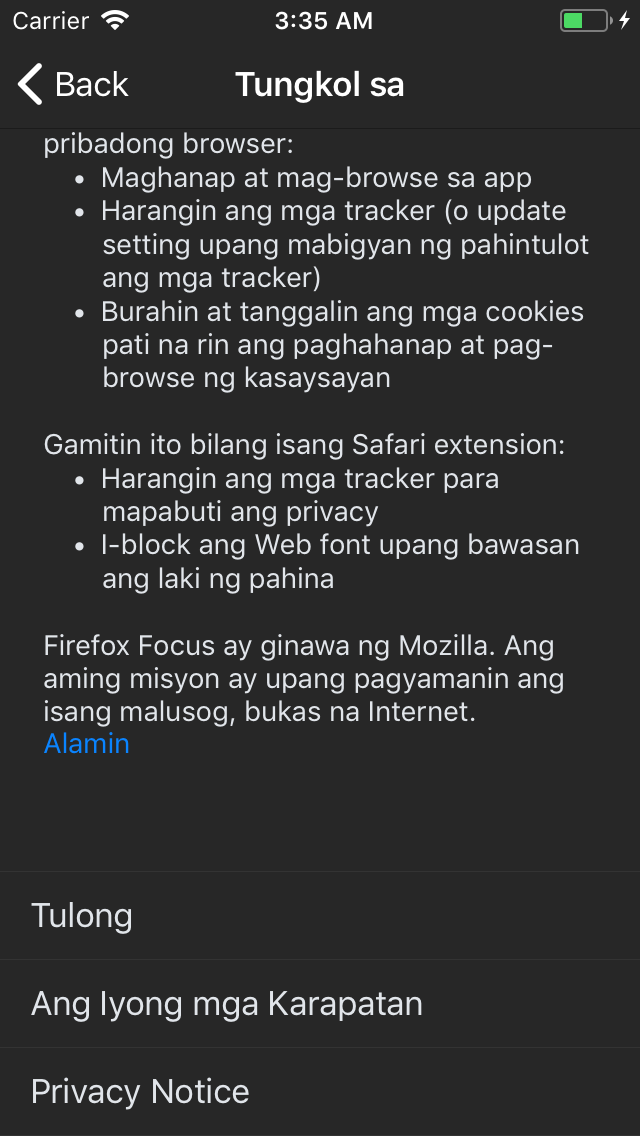 Carrier 3:35 AM
Back Tungkol sa
pribadong browser:
• Maghanap at mag-browse sa app
• Harangin ang mga tracker (o update
setting upang mabigyan ng pahintulot
ang mga tracker)
• Burahin at tanggalin ang mga cookies
pati na rin ang paghahanap at pag-
browse ng kasaysayan
Gamitin ito bilang isang Safari extension:
• Harangin ang mga tracker para
mapabuti ang privacy
• I-block ang Web font upang bawasan
ang laki ng pahina
Firefox Focus ay ginawa ng Mozilla. Ang
aming misyon ay upang pagyamanin ang
isang malusog, bukas na Internet.
Alamin
Tulong
Ang Iyong mga Karapatan
Privacy Notice